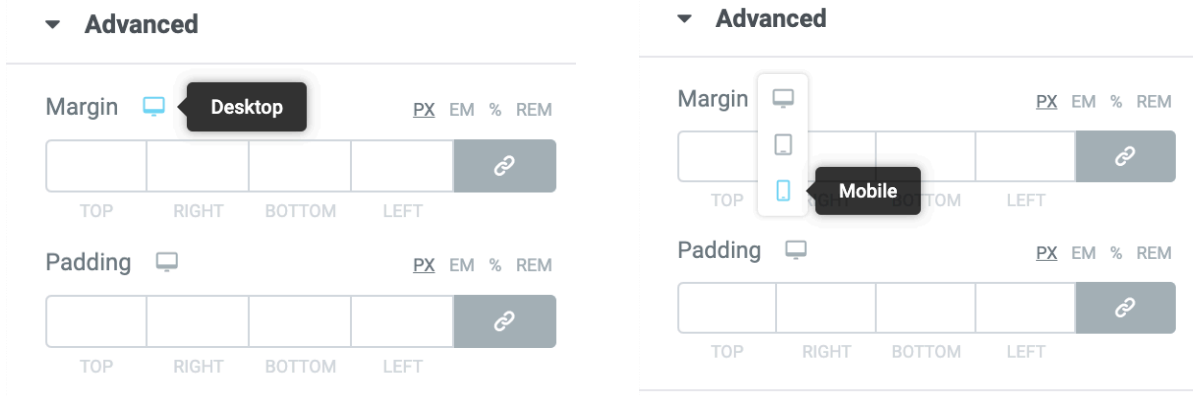 Advanced
Margin Desktop PX EM % REM
TOP RIGHT BOTTOM LEFT
Padding PX EM % REM
TOP RIGHT BOTTOM LEFT
Advanced
Margin PX EM % REM
Mobile
TOP RIGHT BOTTOM LEFT
Padding PX EM % REM
TOP RIGHT BOTTOM LEFT